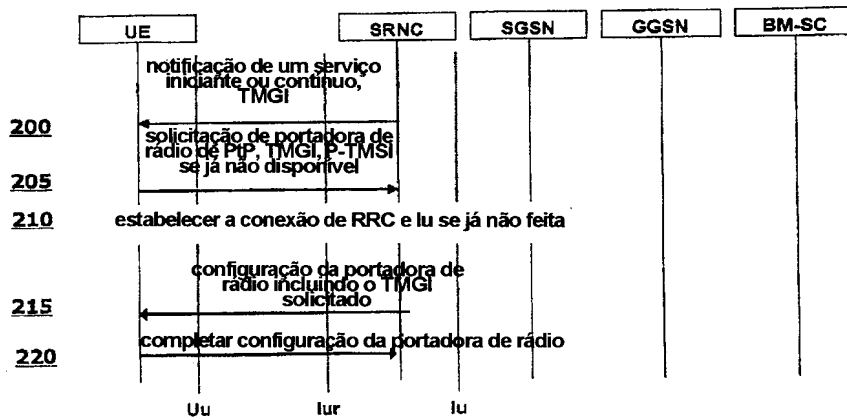 UE SRNC SGSN GGSN BM-SC
notificação de um serviço
iniciante ou contínuo,
TMGI
200
solicitação de portadora de
rádio de PtP, TMGI, P-TMSI
se já não disponível
205
210 estabelecer a conexão de RRC e Iu se já não feita
configuração da portadora de
rádio incluindo o TMGI
solicitado
215
completar configuração da portadora de rádio
220
Uu Iur Iu